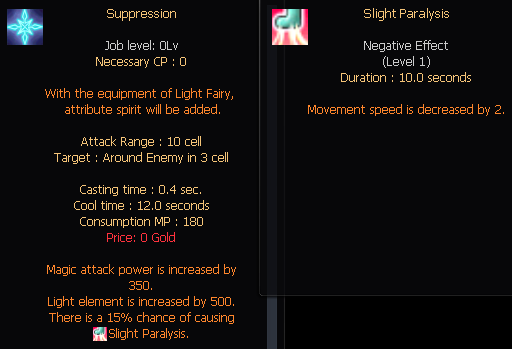 Suppression
Job level: 0Lv
Necessary CP : 0
With the equipment of Light Fairy,
attribute spirit will be added.
Attack Range : 10 cell
Target : Around Enemy in 3 cell
Casting time : 0.4 sec.
Cool time : 12.0 seconds
Consumption MP : 180
Price: 0 Gold
Magic attack power is increased by
350.
Light element is increased by 500.
There is a 15% chance of causing
Slight Paralysis.
Slight Paralysis
Negative Effect
(Level 1)
Duration : 10.0 seconds
Movement speed is decreased by 2.